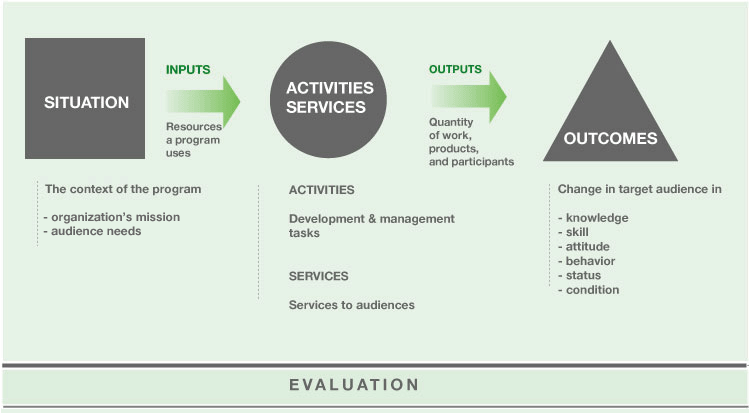 SITUATION
INPUTS
Resources
a program
uses
ACTIVITIES
SERVICES
OUTPUTS
Quantity
of work,
products,
and participants
OUTCOMES
The context of the program
- organization's mission
- audience needs
ACTIVITIES
Development & management
tasks
SERVICES
Services to audiences
Change in target audience in
- knowledge
- skill
- attitude
- behavior
- status
- condition
EVALUATION